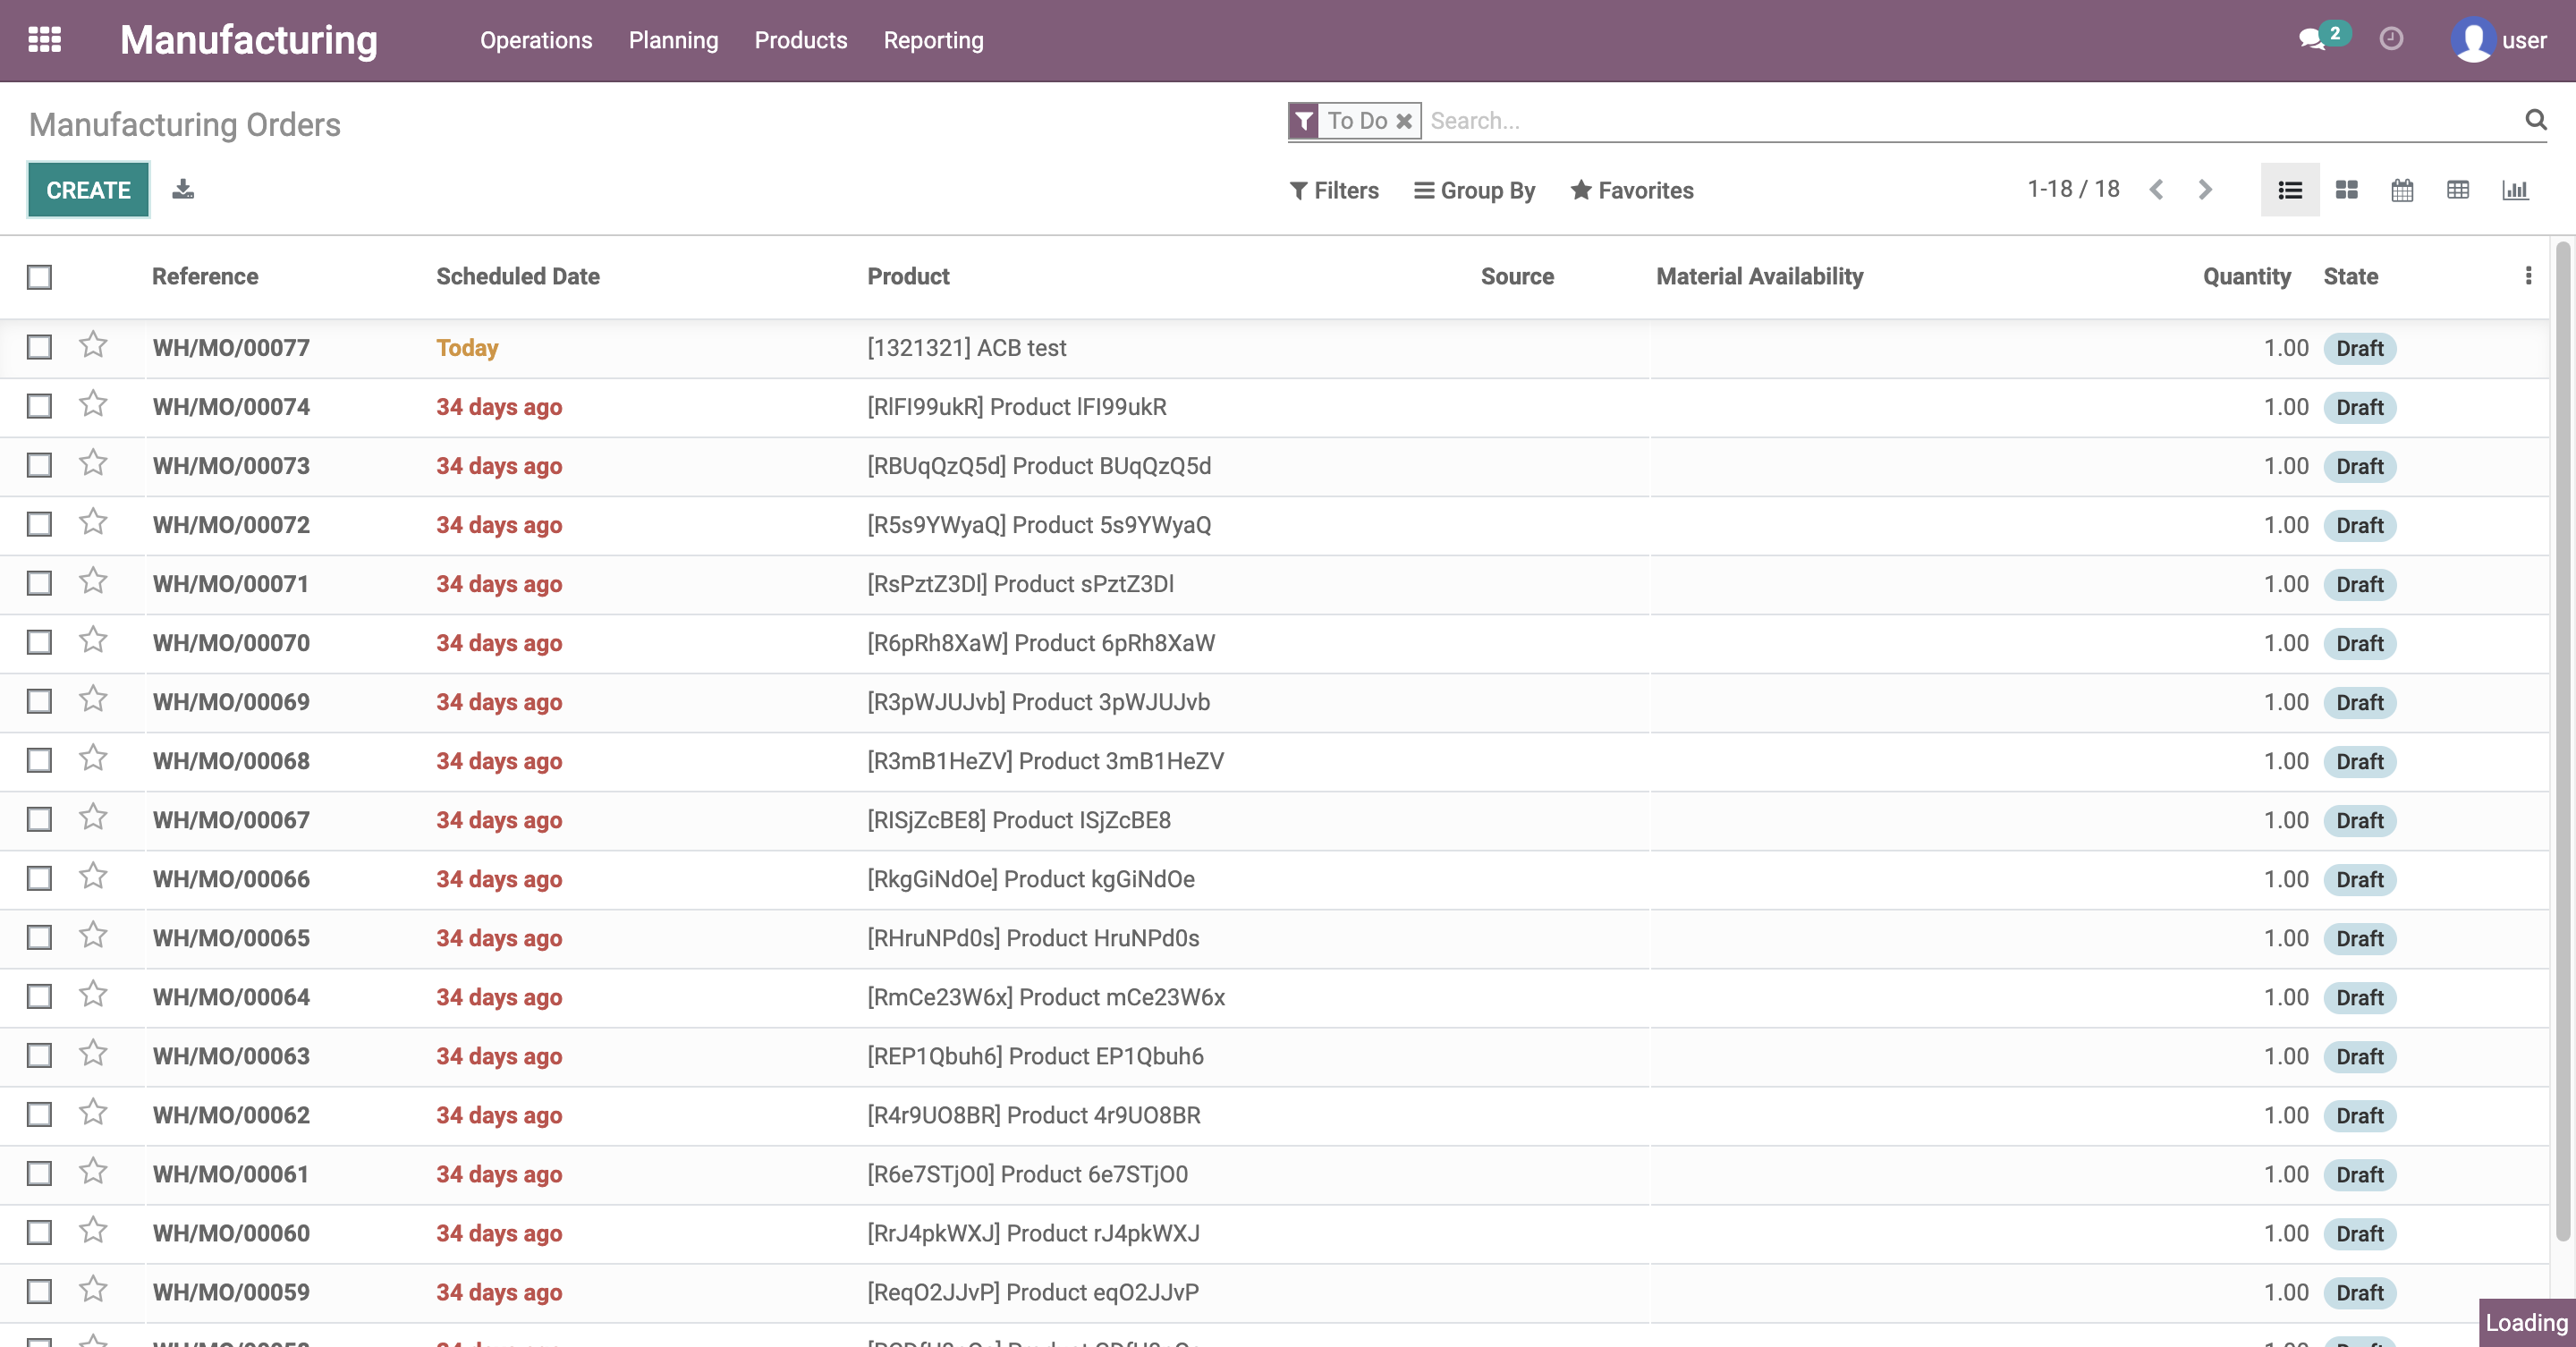 Manufacturing Operations Planning Products Reporting 2 user
Manufacturing Orders To Do Search...
CREATE Filters Group By Favorites 1-18 / 18
Reference Scheduled Date Product Source Material Availability Quantity State
WH/MO/00077 Today [1321321] ACB test 1.00 Draft
WH/MO/00074 34 days ago [RlFI99ukR] Product lFI99ukR 1.00 Draft
WH/MO/00073 34 days ago [RBUqQzQ5d] Product BUqQzQ5d 1.00 Draft
WH/MO/00072 34 days ago [R5s9YWyaQ] Product 5s9YWyaQ 1.00 Draft
WH/MO/00071 34 days ago [RsPztZ3Dl] Product sPztZ3Dl 1.00 Draft
WH/MO/00070 34 days ago [R6pRh8XaW] Product 6pRh8XaW 1.00 Draft
WH/MO/00069 34 days ago [R3pWJUJvb] Product 3pWJUJvb 1.00 Draft
WH/MO/00068 34 days ago [R3mB1HeZV] Product 3mB1HeZV 1.00 Draft
WH/MO/00067 34 days ago [RISjZcBE8] Product ISjZcBE8 1.00 Draft
WH/MO/00066 34 days ago [RkgGiNdOe] Product kgGiNdOe 1.00 Draft
WH/MO/00065 34 days ago [RHruNPd0s] Product HruNPd0s 1.00 Draft
WH/MO/00064 34 days ago [RmCe23W6x] Product mCe23W6x 1.00 Draft
WH/MO/00063 34 days ago [REP1Qbuh6] Product EP1Qbuh6 1.00 Draft
WH/MO/00062 34 days ago [R4r9UO8BR] Product 4r9UO8BR 1.00 Draft
WH/MO/00061 34 days ago [R6e7STjO0] Product 6e7STjO0 1.00 Draft
WH/MO/00060 34 days ago [RrJ4pkWXJ] Product rJ4pkWXJ 1.00 Draft
WH/MO/00059 34 days ago [ReqO2JJvP] Product eqO2JJvP 1.00 Draft
Loading